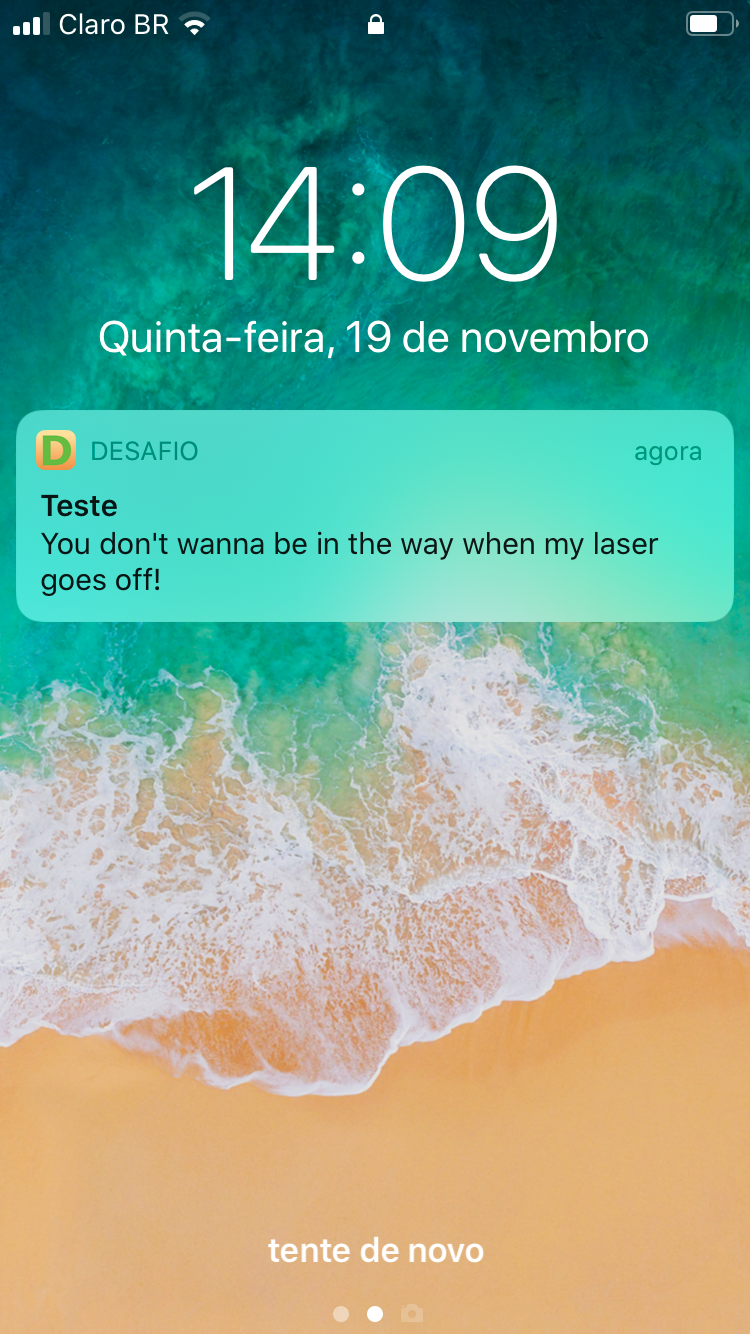 Claro BR
14:09
Quinta-feira, 19 de novembro
D DESAFIO agora
Teste
You don't wanna be in the way when my laser
goes off!
tente de novo